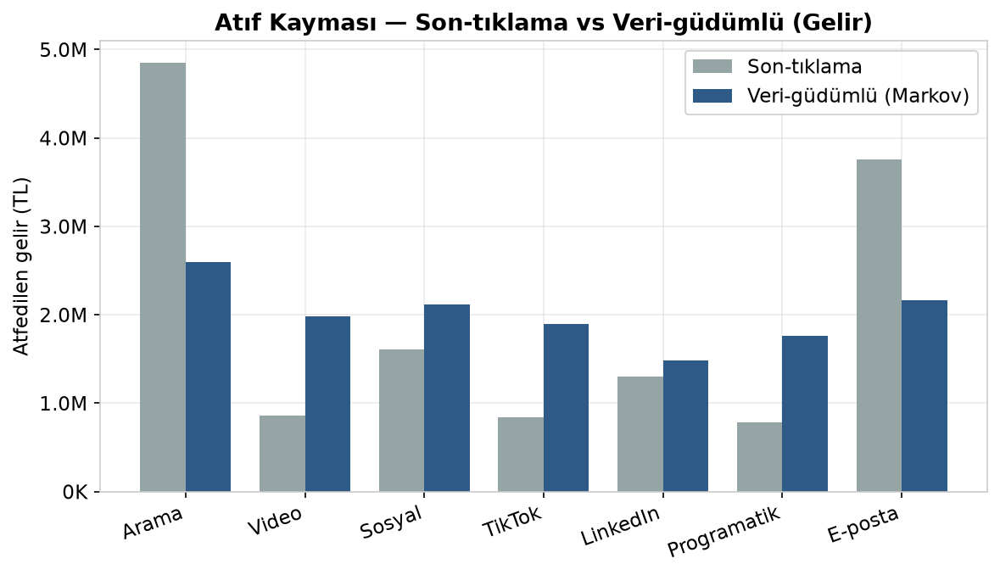 Atıf Kayması — Son-tıklama vs Veri-güdümlü (Gelir)
Son-tıklama
Veri-güdümlü (Markov)
Atfedilen gelir (TL)
5.0M
4.0M
3.0M
2.0M
1.0M
0K
Arama
Video
Sosyal
TikTok
LinkedIn
Programatik
E-posta